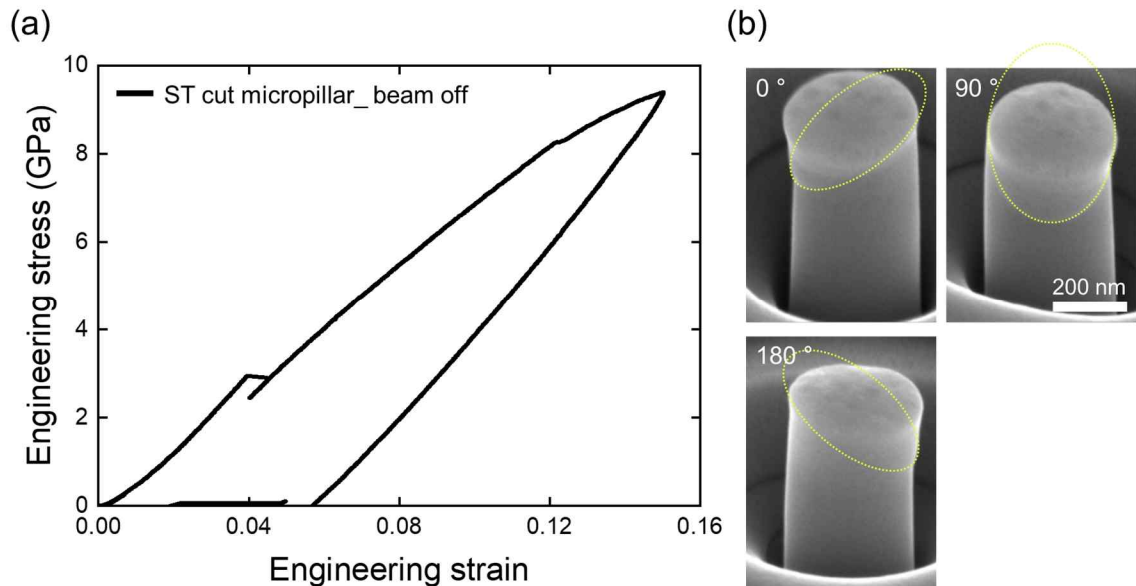 (a)
10
8
6
4
2
0
0.00 0.04 0.08 0.12 0.16
Engineering stress (GPa)
Engineering strain
ST cut micropillar_ beam off
(b)
0 °
90 °
200 nm
180 °